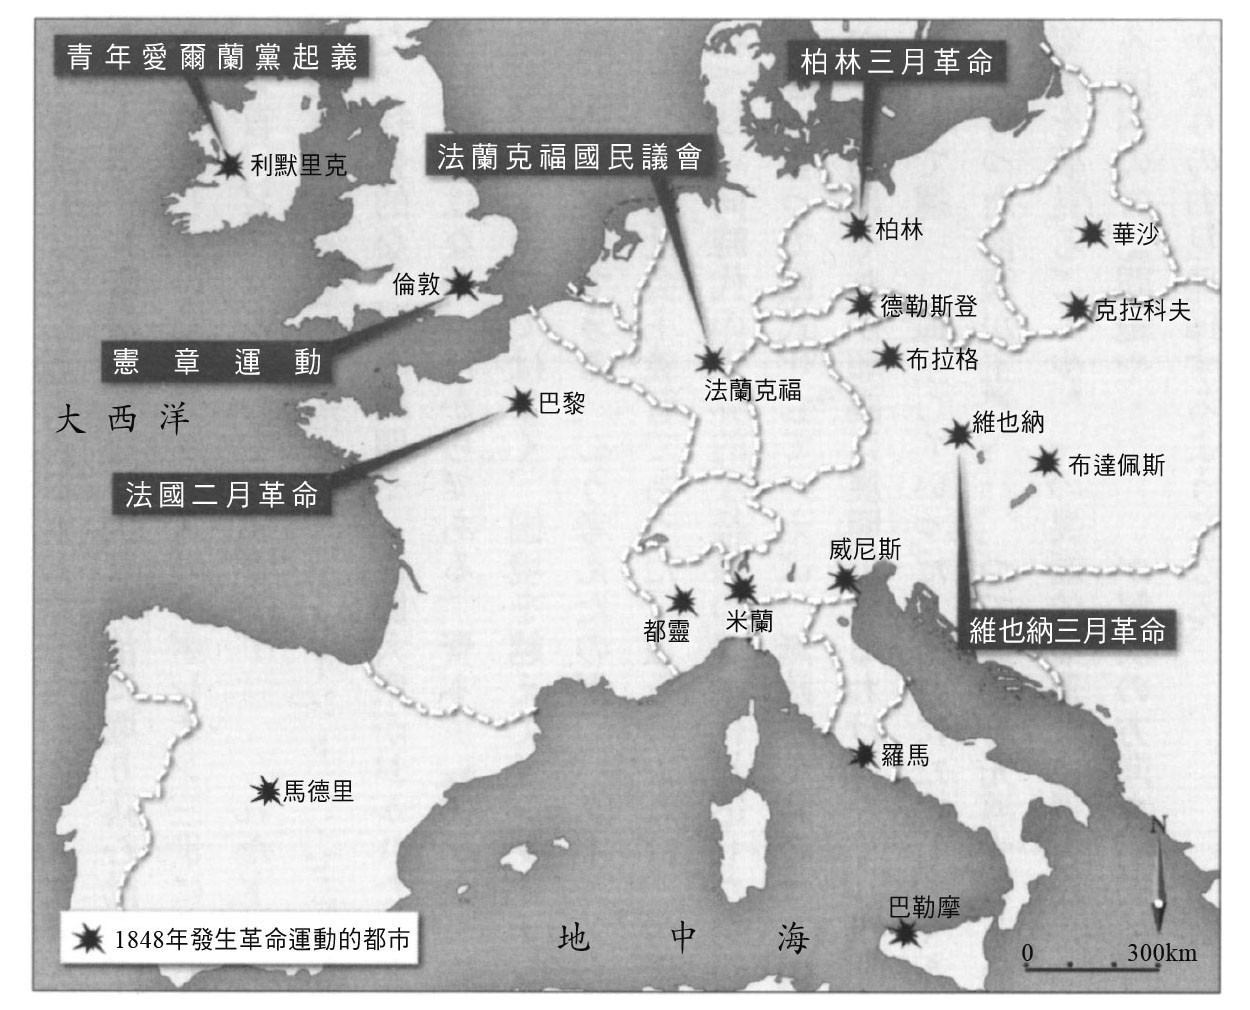 青年愛爾蘭黨起義
柏林三月革命
法蘭克福國民議會
利默里克
柏林
華沙
倫敦
德勒斯登
克拉科夫
憲章運動
布拉格
法蘭克福
巴黎
大西洋
維也納
布達佩斯
法國二月革命
威尼斯
米蘭
都靈
維也納三月革命
羅馬
馬德里
N
巴勒摩
1848年發生革命運動的都市
地中海
0 300km